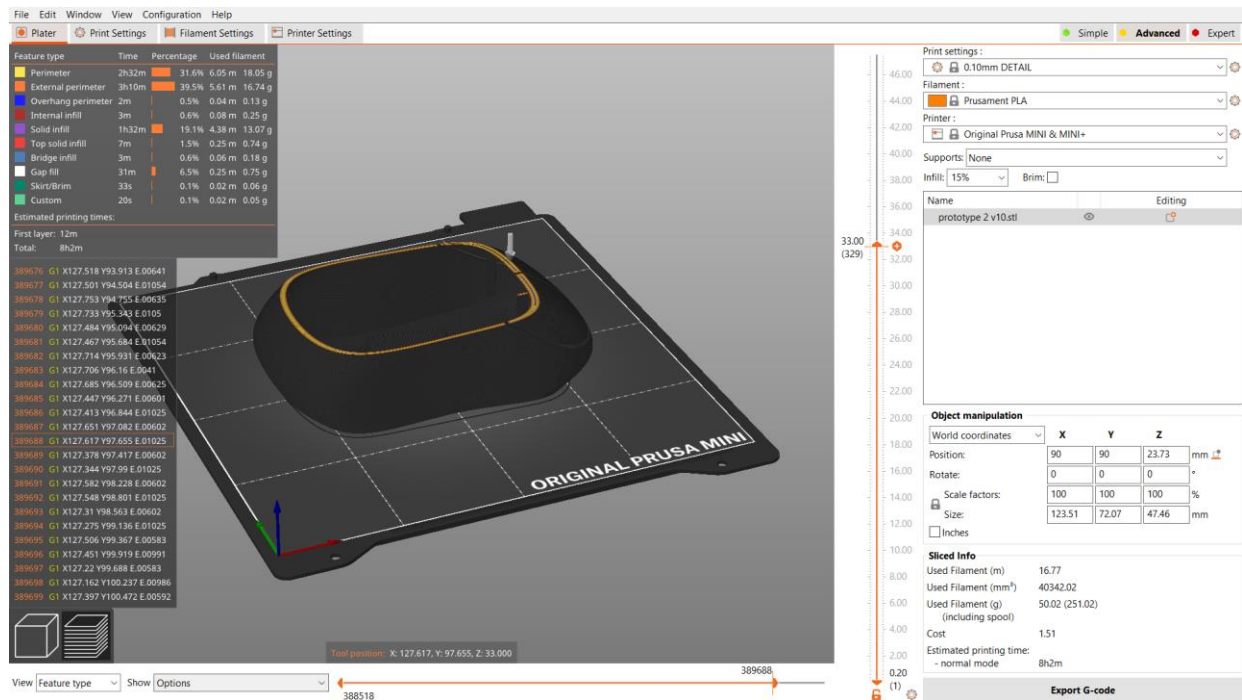 File Edit Window View Configuration Help
Plater Print Settings Filament Settings Printer Settings Simple Advanced Expert
Feature type Time Percentage Used filament
Perimeter 2h32m 31.6% 6.05 m 18.05 g
External perimeter 3h10m 39.5% 5.61 m 16.74 g
Overhang perimeter 2m 0.5% 0.04 m 0.13 g
Internal infill 3m 0.6% 0.08 m 0.25 g
Solid infill 1h32m 19.1% 4.38 m 13.07 g
Top solid infill 7m 1.5% 0.25 m 0.74 g
Bridge infill 3m 0.6% 0.06 m 0.18 g
Gap fill 31m 6.5% 0.25 m 0.75 g
Skirt/Brim 33s 0.1% 0.02 m 0.06 g
Custom 20s 0.1% 0.02 m 0.05 g
Estimated printing times:
First layer: 12m
Total: 8h2m
389676 G1 X127.518 Y93.913 E.00641
389677 G1 X127.501 Y94.504 E.01054
389678 G1 X127.753 Y94.755 E.00635
389679 G1 X127.733 Y95.343 E.0105
389680 G1 X127.484 Y95.094 E.00629
389681 G1 X127.467 Y95.684 E.01054
389682 G1 X127.714 Y95.931 E.00623
389683 G1 X127.706 Y96.16 E.0041
389684 G1 X127.685 Y96.509 E.00625
389685 G1 X127.447 Y96.271 E.00601
389686 G1 X127.413 Y96.844 E.01025
389687 G1 X127.651 Y97.082 E.00602
389688 G1 X127.617 Y97.655 E.01025
389689 G1 X127.378 Y97.417 E.00602
389690 G1 X127.344 Y97.99 E.01025
389691 G1 X127.582 Y98.228 E.00602
389692 G1 X127.548 Y98.801 E.01025
389693 G1 X127.31 Y98.563 E.00602
389694 G1 X127.275 Y99.136 E.01025
389695 G1 X127.506 Y99.367 E.00583
389696 G1 X127.451 Y99.919 E.00991
389697 G1 X127.22 Y99.688 E.00583
389698 G1 X127.162 Y100.237 E.00986
389699 G1 X127.397 Y100.472 E.00592
ORIGINAL PRUSA MINI
Tool position: X: 127.617, Y: 97.655, Z: 33.000
View Feature type Show Options
388518
389688
33.00
(329)
46.00
44.00
42.00
40.00
38.00
36.00
34.00
32.00
30.00
28.00
26.00
24.00
22.00
20.00
18.00
16.00
14.00
12.00
10.00
8.00
6.00
4.00
2.00
0.20
(1)
Print settings :
0.10mm DETAIL
Filament :
Prusament PLA
Printer :
Original Prusa MINI & MINI+
Supports: None
Infill: 15% Brim:
Name Editing
prototype 2 v10.stl
Object manipulation
World coordinates X Y Z
Position: 90 90 23.73 mm
Rotate: 0 0 0 °
Scale factors: 100 100 100 %
Size: 123.51 72.07 47.46 mm
Inches
Sliced Info
Used Filament (m) 16.77
Used Filament (mm³) 40342.02
Used Filament (g) 50.02 (251.02)
(including spool)
Cost 1.51
Estimated printing time:
- normal mode 8h2m
Export G-code